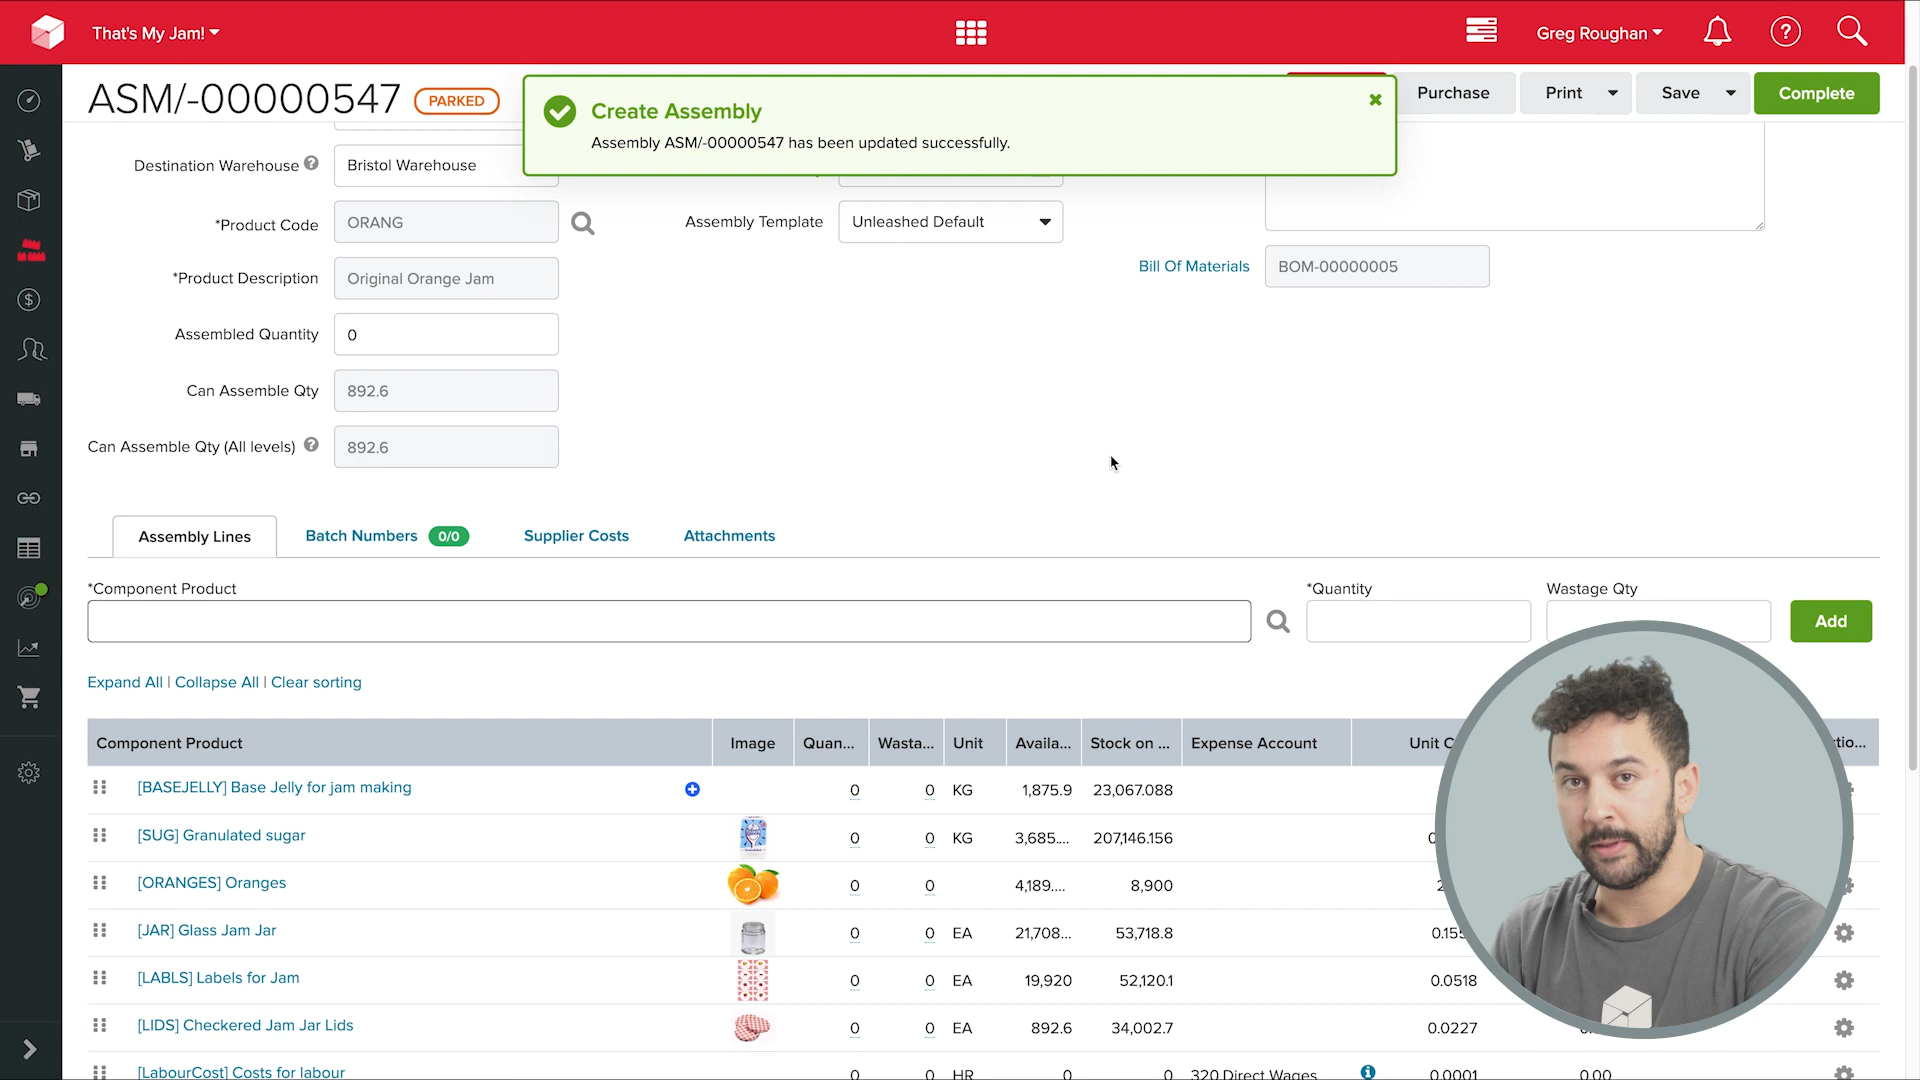 That's My Jam!
Greg Roughan
ASM/-00000547
PARKED
Create Assembly
Assembly ASM/-00000547 has been updated successfully.
Purchase
Print
Save
Complete
Destination Warehouse
Bristol Warehouse
*Product Code
ORANG
Assembly Template
Unleashed Default
*Product Description
Original Orange Jam
Bill Of Materials
BOM-00000005
Assembled Quantity
0
Can Assemble Qty
892.6
Can Assemble Qty (All levels)
892.6
Assembly Lines
Batch Numbers
0/0
Supplier Costs
Attachments
*Component Product
*Quantity
Wastage Qty
Add
Expand All | Collapse All | Clear sorting
Component Product Image Quan... Wasta... Unit Availa... Stock on ... Expense Account Unit
[BASEJELLY] Base Jelly for jam making 0 0 KG 1,875.9 23,067.088
[SUG] Granulated sugar 0 0 KG 3,685.... 207,146.156
[ORANGES] Oranges 0 0 4,189.... 8,900
[JAR] Glass Jam Jar 0 0 EA 21,708... 53,718.8
[LABLS] Labels for Jam 0 0 EA 19,920 52,120.1 0.0518
[LIDS] Checkered Jam Jar Lids 0 0 EA 892.6 34,002.7 0.0227
[LabourCost] Costs for labour 0 0 HR 0 0 320 Direct Wages 0.0001 0.00